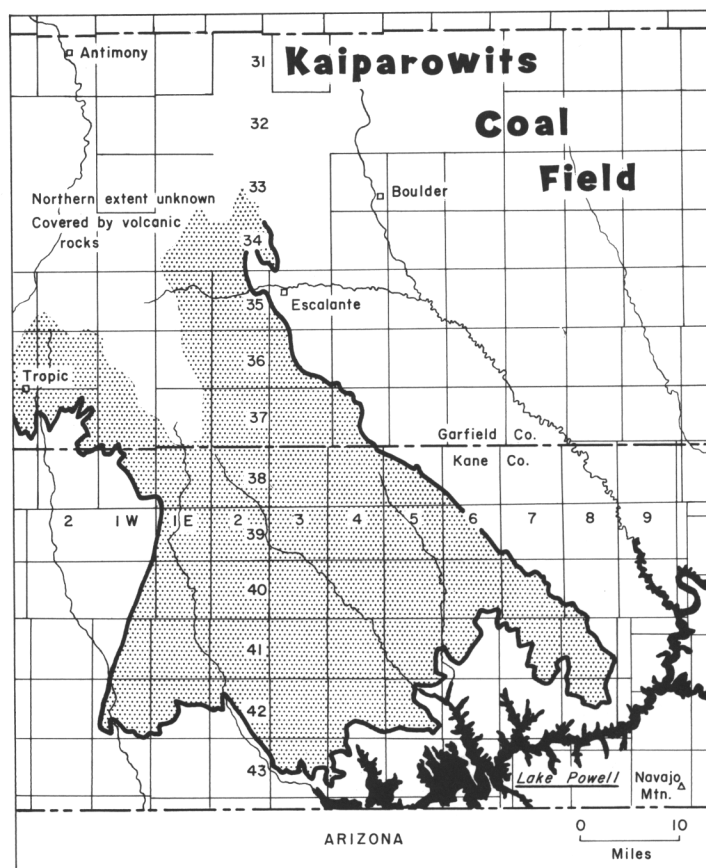 Antimony
31
Kaiparowits
32
Coal
33
Field
Boulder
Northern extent unknown
Covered by volcanic
rocks
34
35
Escalante
36
Tropic
37
Garfield Co.
Kane Co.
38
2 1W 1E 2 3 4 5 6 7 8 9
39
40
41
42
43
Lake Powell
Navajo
Mtn.
ARIZONA
0 10
Miles